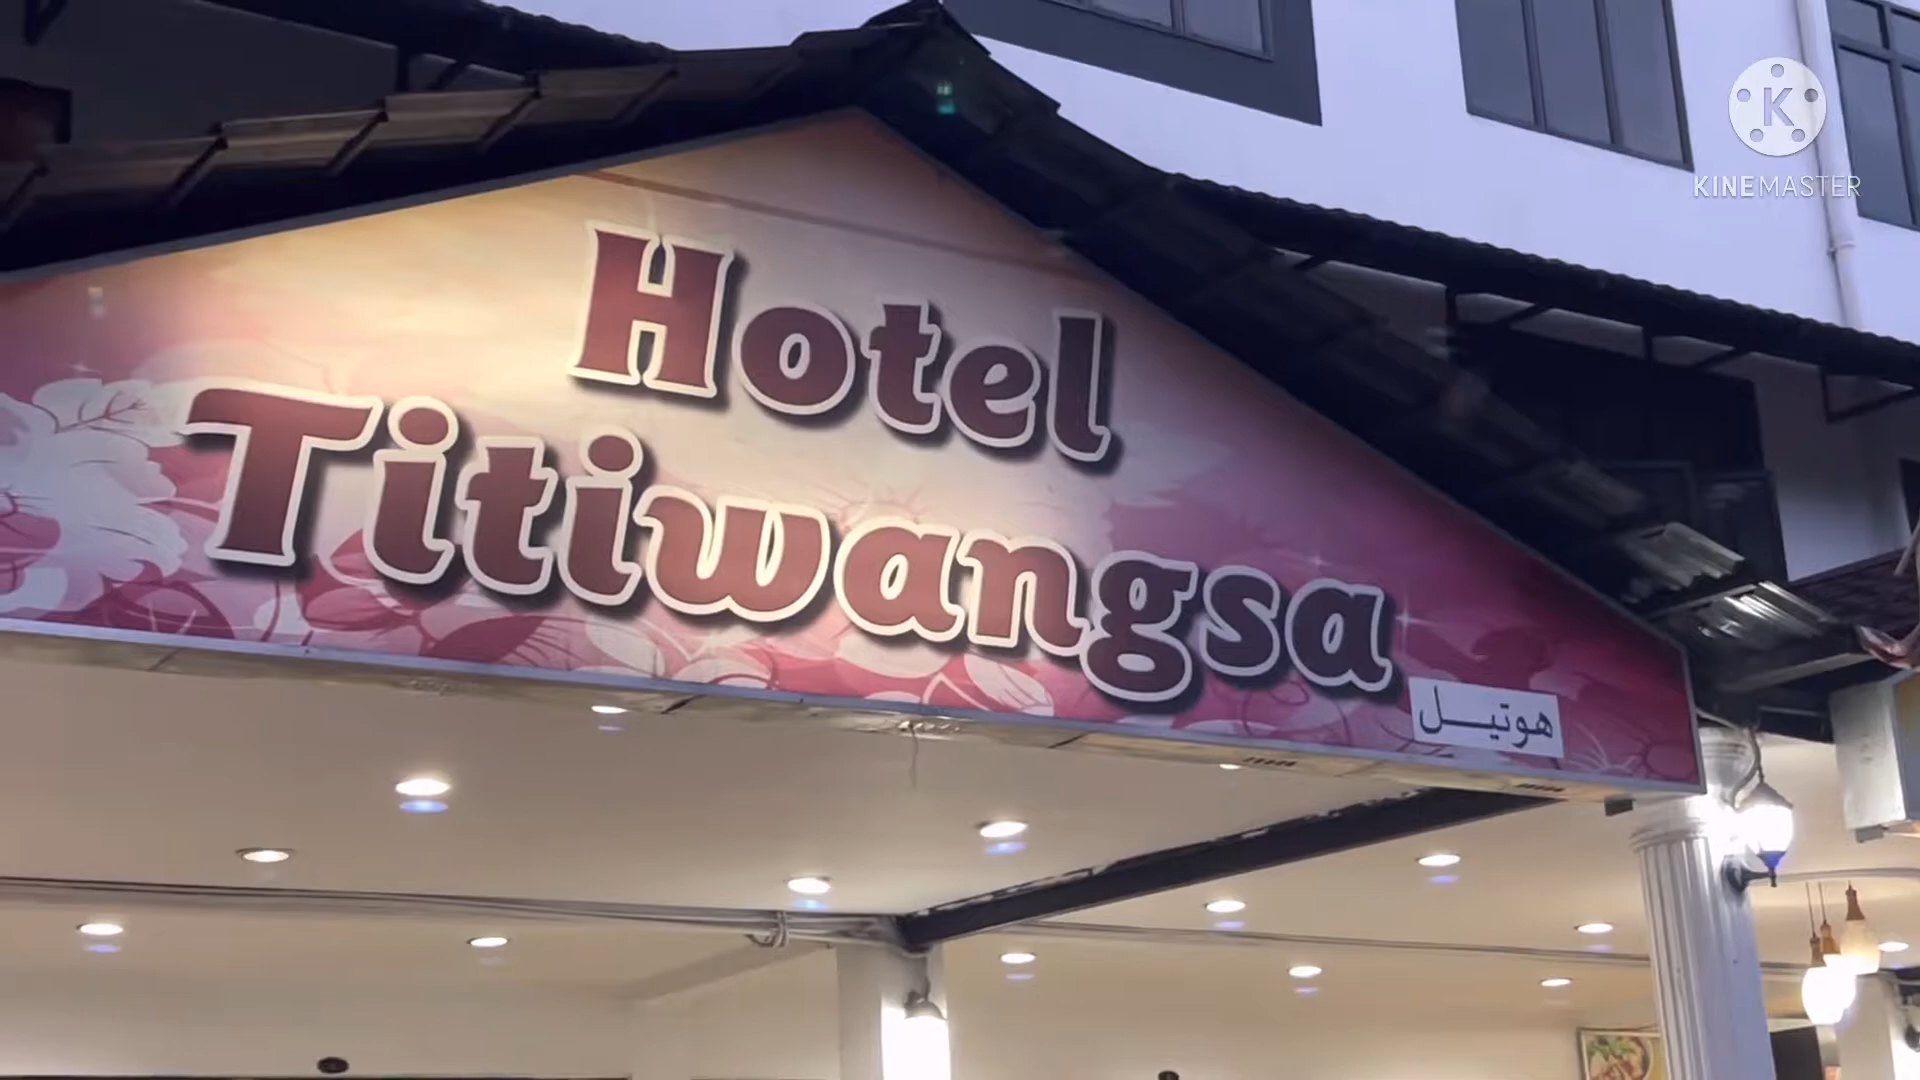 K
KINEMASTER
Hotel
Titiwangsa
هوتيل